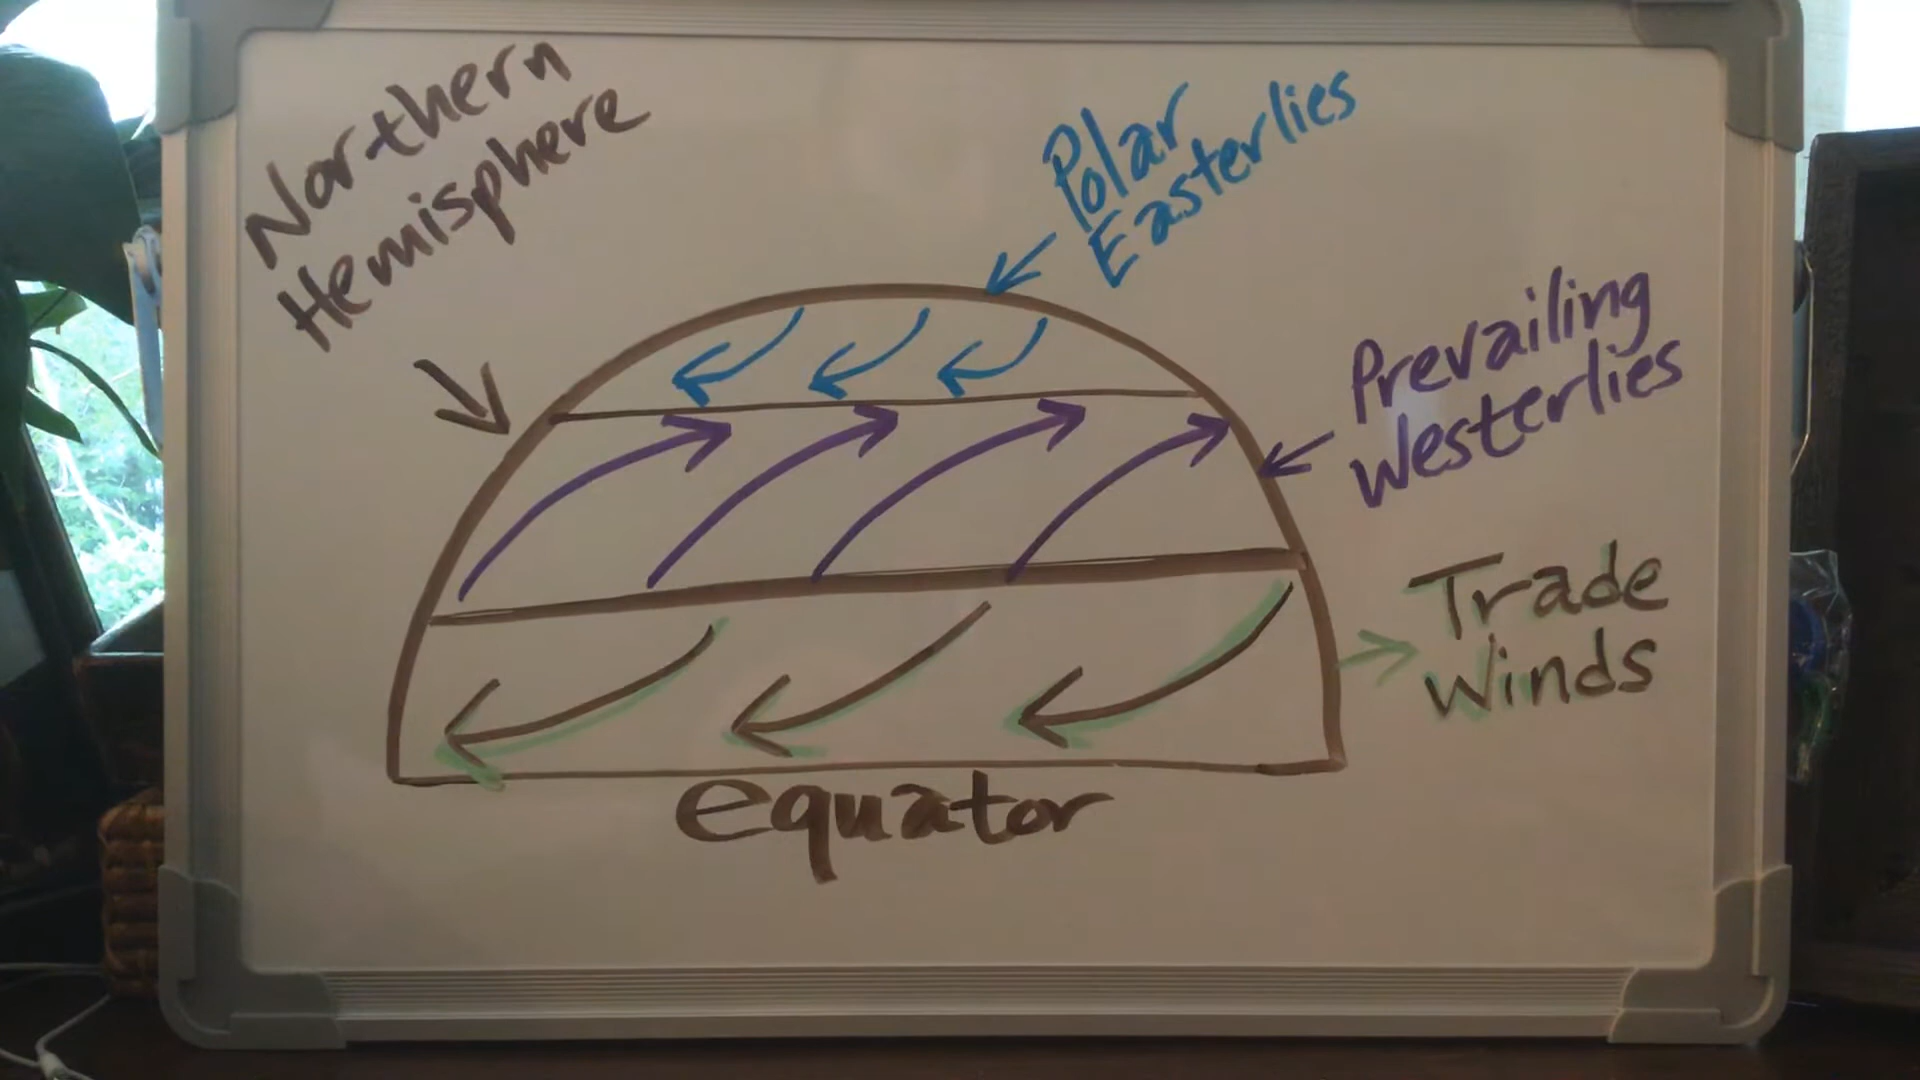 Northern
Hemisphere
Polar
Easterlies
Prevailing
Westerlies
Trade
Winds
equator